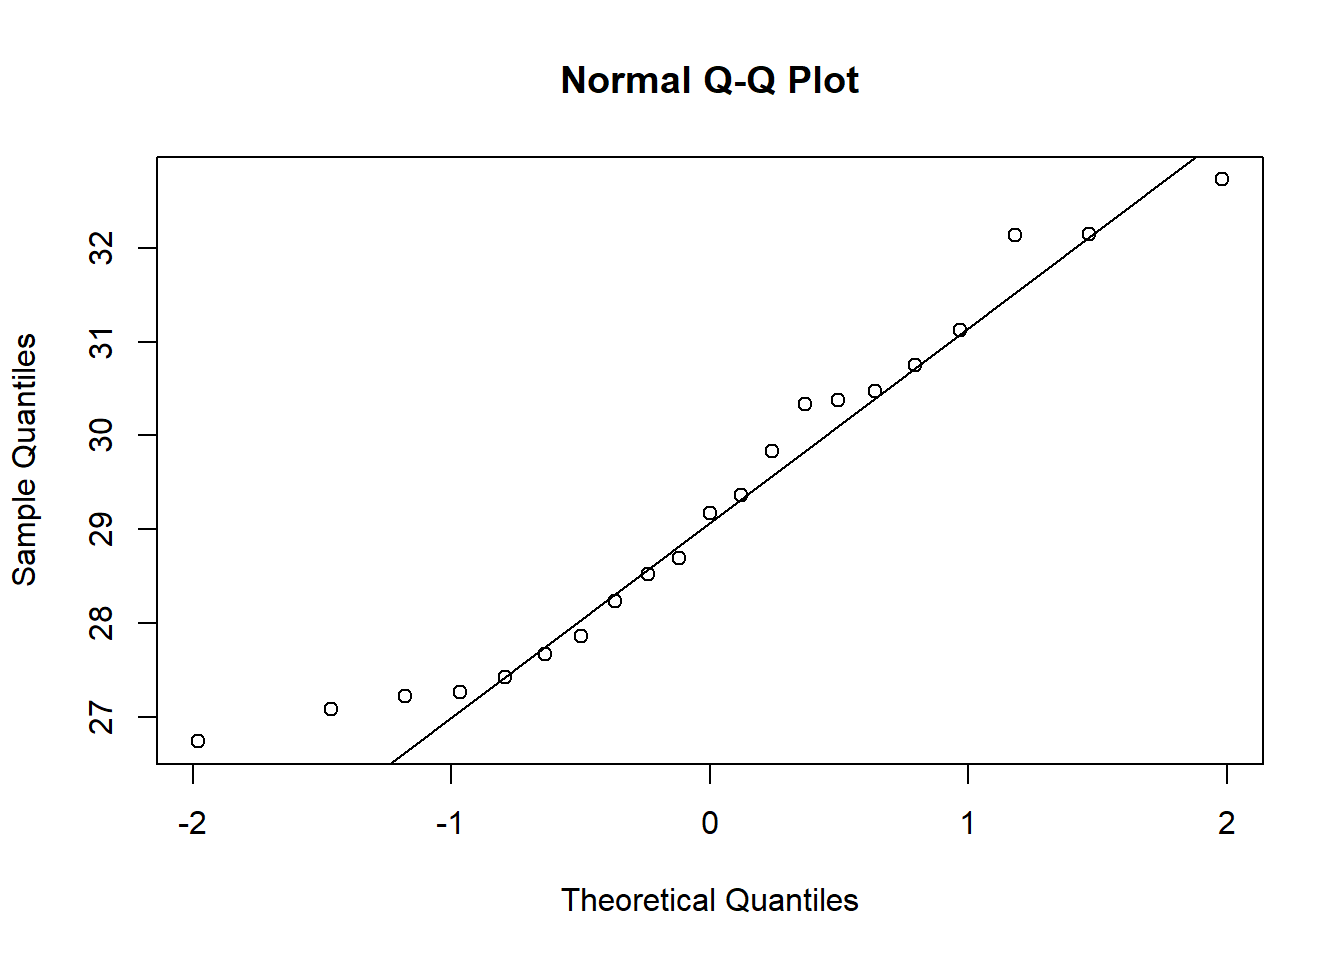 Normal Q-Q Plot
32
31
30
29
28
27
Sample Quantiles
-2 -1 0 1 2
Theoretical Quantiles